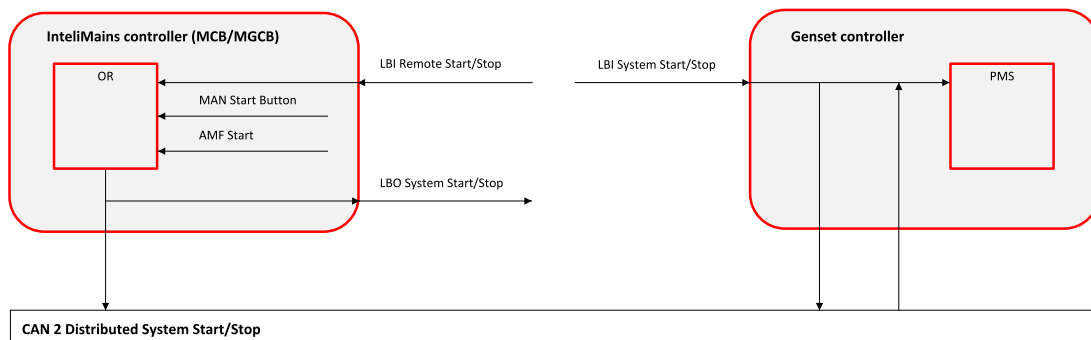 InteliMains controller (MCB/MGCB)
OR
LBI Remote Start/Stop
MAN Start Button
AMF Start
LBO System Start/Stop
LBI System Start/Stop
Genset controller
PMS
CAN 2 Distributed System Start/Stop